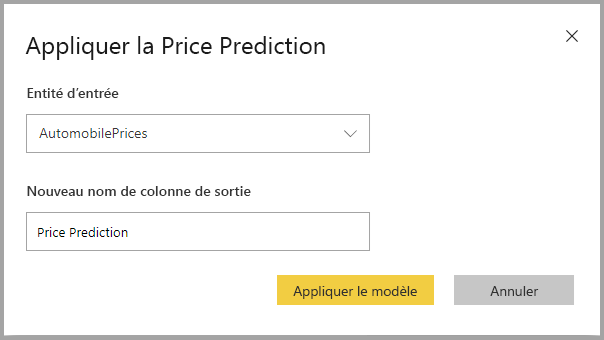 Appliquer la Price Prediction
Entité d’entrée
AutomobilePrices
Nouveau nom de colonne de sortie
Price Prediction
Appliquer le modèle
Annuler